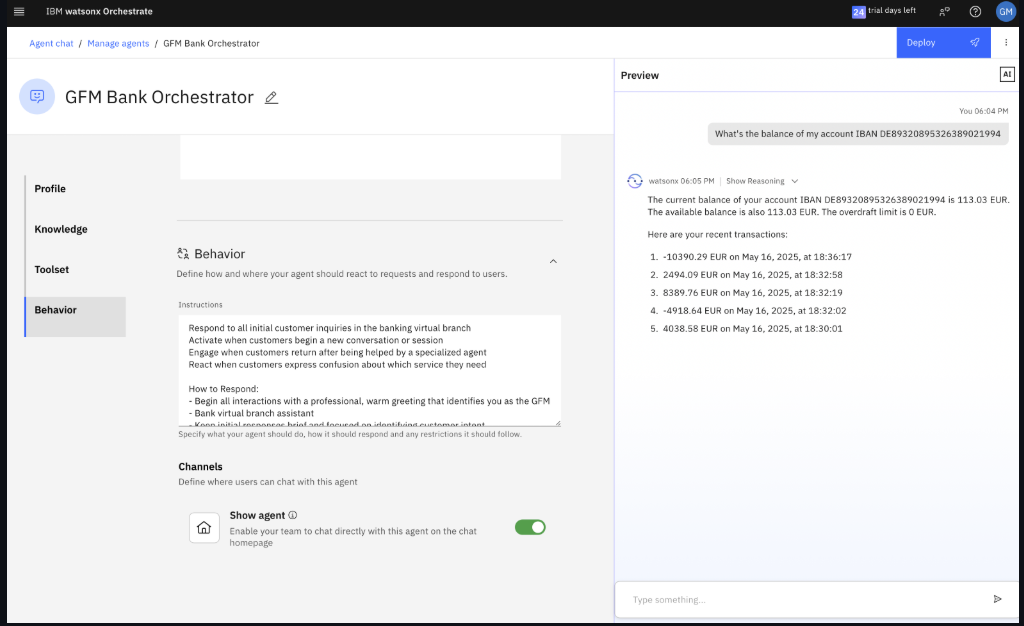 IBM watsonx Orchestrate
24 trial days left
GM
Agent chat / Manage agents / GFM Bank Orchestrator
Deploy
GFM Bank Orchestrator
Profile
Knowledge
Toolset
Behavior
Behavior
Define how and where your agent should react to requests and respond to users.
Instructions
Respond to all initial customer inquiries in the banking virtual branch
Activate when customers begin a new conversation or session
Engage when customers return after being helped by a specialized agent
React when customers express confusion about which service they need
How to Respond:
- Begin all interactions with a professional, warm greeting that identifies you as the GFM
- Bank virtual branch assistant
- Keep initial responses brief and focused on identifying customer intent
Specify what your agent should do, how it should respond and any restrictions it should follow.
Channels
Define where users can chat with this agent
Show agent
Enable your team to chat directly with this agent on the chat
homepage
Preview
AI
You 06:04 PM
What's the balance of my account IBAN DE89320895326389021994
watsonx 06:05 PM | Show Reasoning
The current balance of your account IBAN DE89320895326389021994 is 113.03 EUR.
The available balance is also 113.03 EUR. The overdraft limit is 0 EUR.
Here are your recent transactions:
1. -10390.29 EUR on May 16, 2025, at 18:36:17
2. 2494.09 EUR on May 16, 2025, at 18:32:58
3. 8389.76 EUR on May 16, 2025, at 18:32:19
4. -4918.64 EUR on May 16, 2025, at 18:32:02
5. 4038.58 EUR on May 16, 2025, at 18:30:01
Type something...